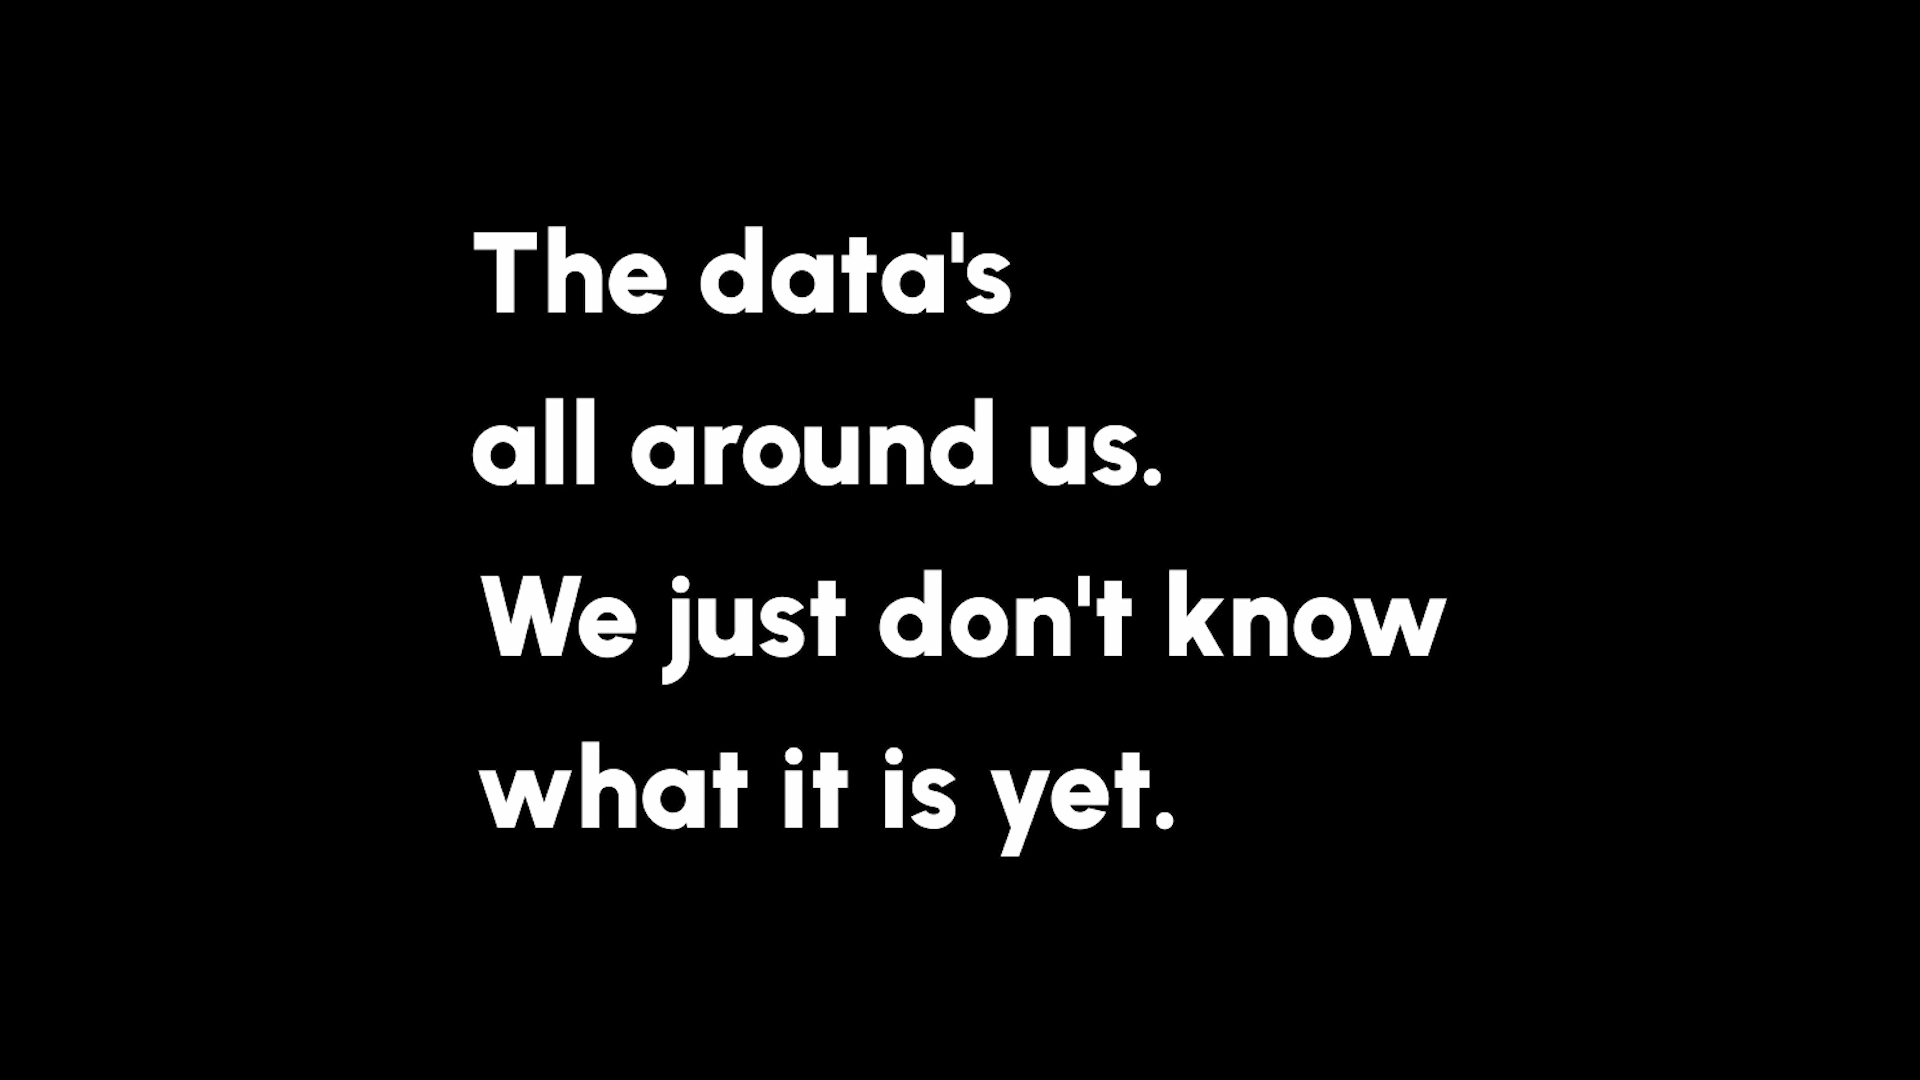 The data's
all around us.
We just don't know
what it is yet.